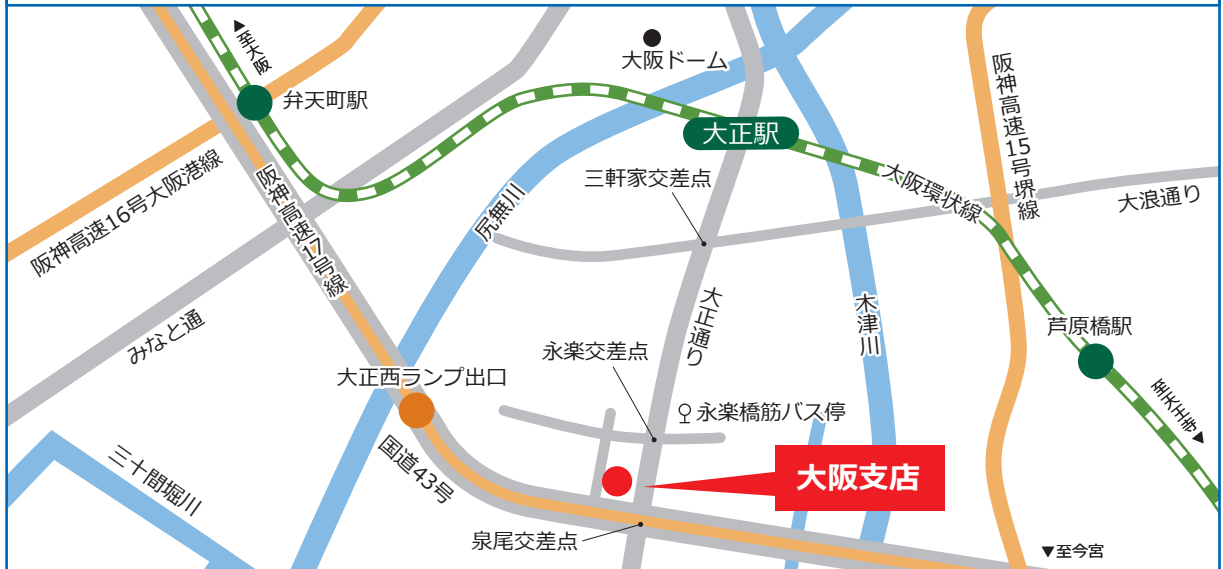 ▲至大阪
大阪ドーム
弁天町駅
大正駅
阪神高速15号堺線
阪神高速16号大阪港線
阪神高速17号線
尻無川
三軒家交差点
大阪環状線
大浪通り
みなと通
大正通り
木津川
芦原橋駅
永楽交差点
大正西ランプ出口
永楽橋筋バス停
至天王寺▲
国道43号
三十間堀川
大阪支店
泉尾交差点
▼至今宮